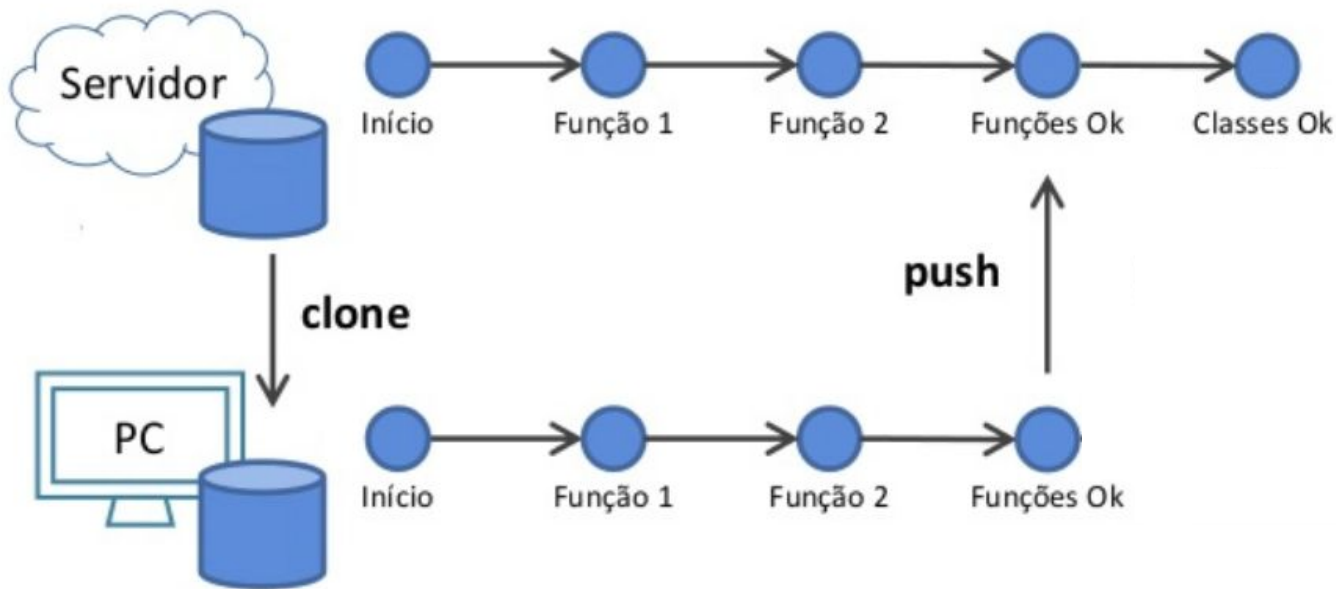 Servidor
Início
Função 1
Função 2
Funções Ok
Classes Ok
clone
push
PC
Início
Função 1
Função 2
Funções Ok